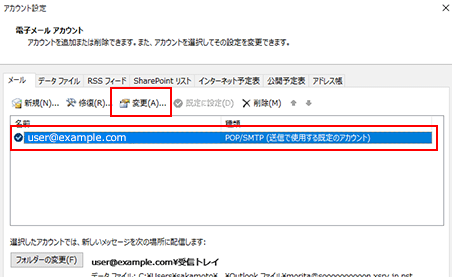 アカウント設定
電子メール アカウント
アカウントを追加または削除できます。また、アカウントを選択してその設定を変更できます。
メール データ ファイル RSS フィード SharePoint リスト インターネット予定表 公開予定表 アドレス帳
新規(N)... 修復(R)... 変更(A)... 既定に設定(D) 削除(M)
名前 種類
user@example.com POP/SMTP (送信で使用する既定のアカウント)
選択したアカウントでは、新しいメッセージを次の場所に配信します:
フォルダーの変更(F) user@example.com¥受信トレイ
データ ファイル: C:¥Users¥sakamoto¥ ¥Outlook ファイル